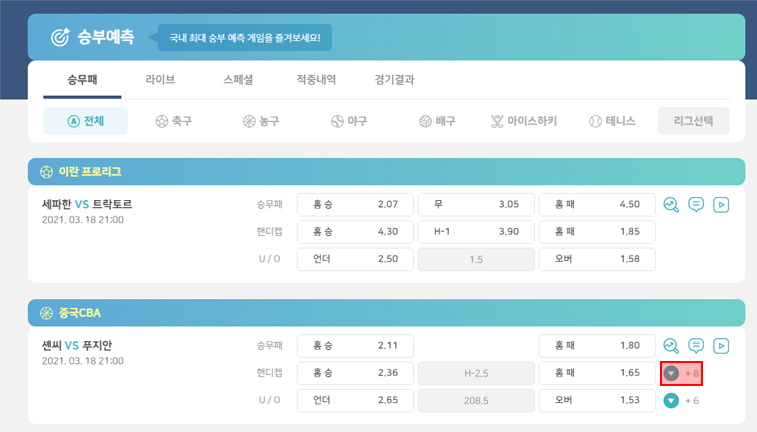 승부예측 국내 최대 승부 예측 게임을 즐겨보세요!
승무패 라이브 스페셜 적중내역 경기결과
A 전체 축구 농구 야구 배구 아이스하키 테니스 리그선택
이란 프로리그
세파한 VS 트락토르 승무패 홈 승 2.07 무 3.05 홈 패 4.50
2021. 03. 18 21:00
핸디캡 홈 승 4.30 H-1 3.90 홈 패 1.85
U / O 언더 2.50 1.5 오버 1.58
중국CBA
센씨 VS 푸지안 승무패 홈 승 2.11 홈 패 1.80
2021. 03. 18 21:00
핸디캡 홈 승 2.36 H-2.5 홈 패 1.65 + 8
U / O 언더 2.65 208.5 오버 1.53 + 6